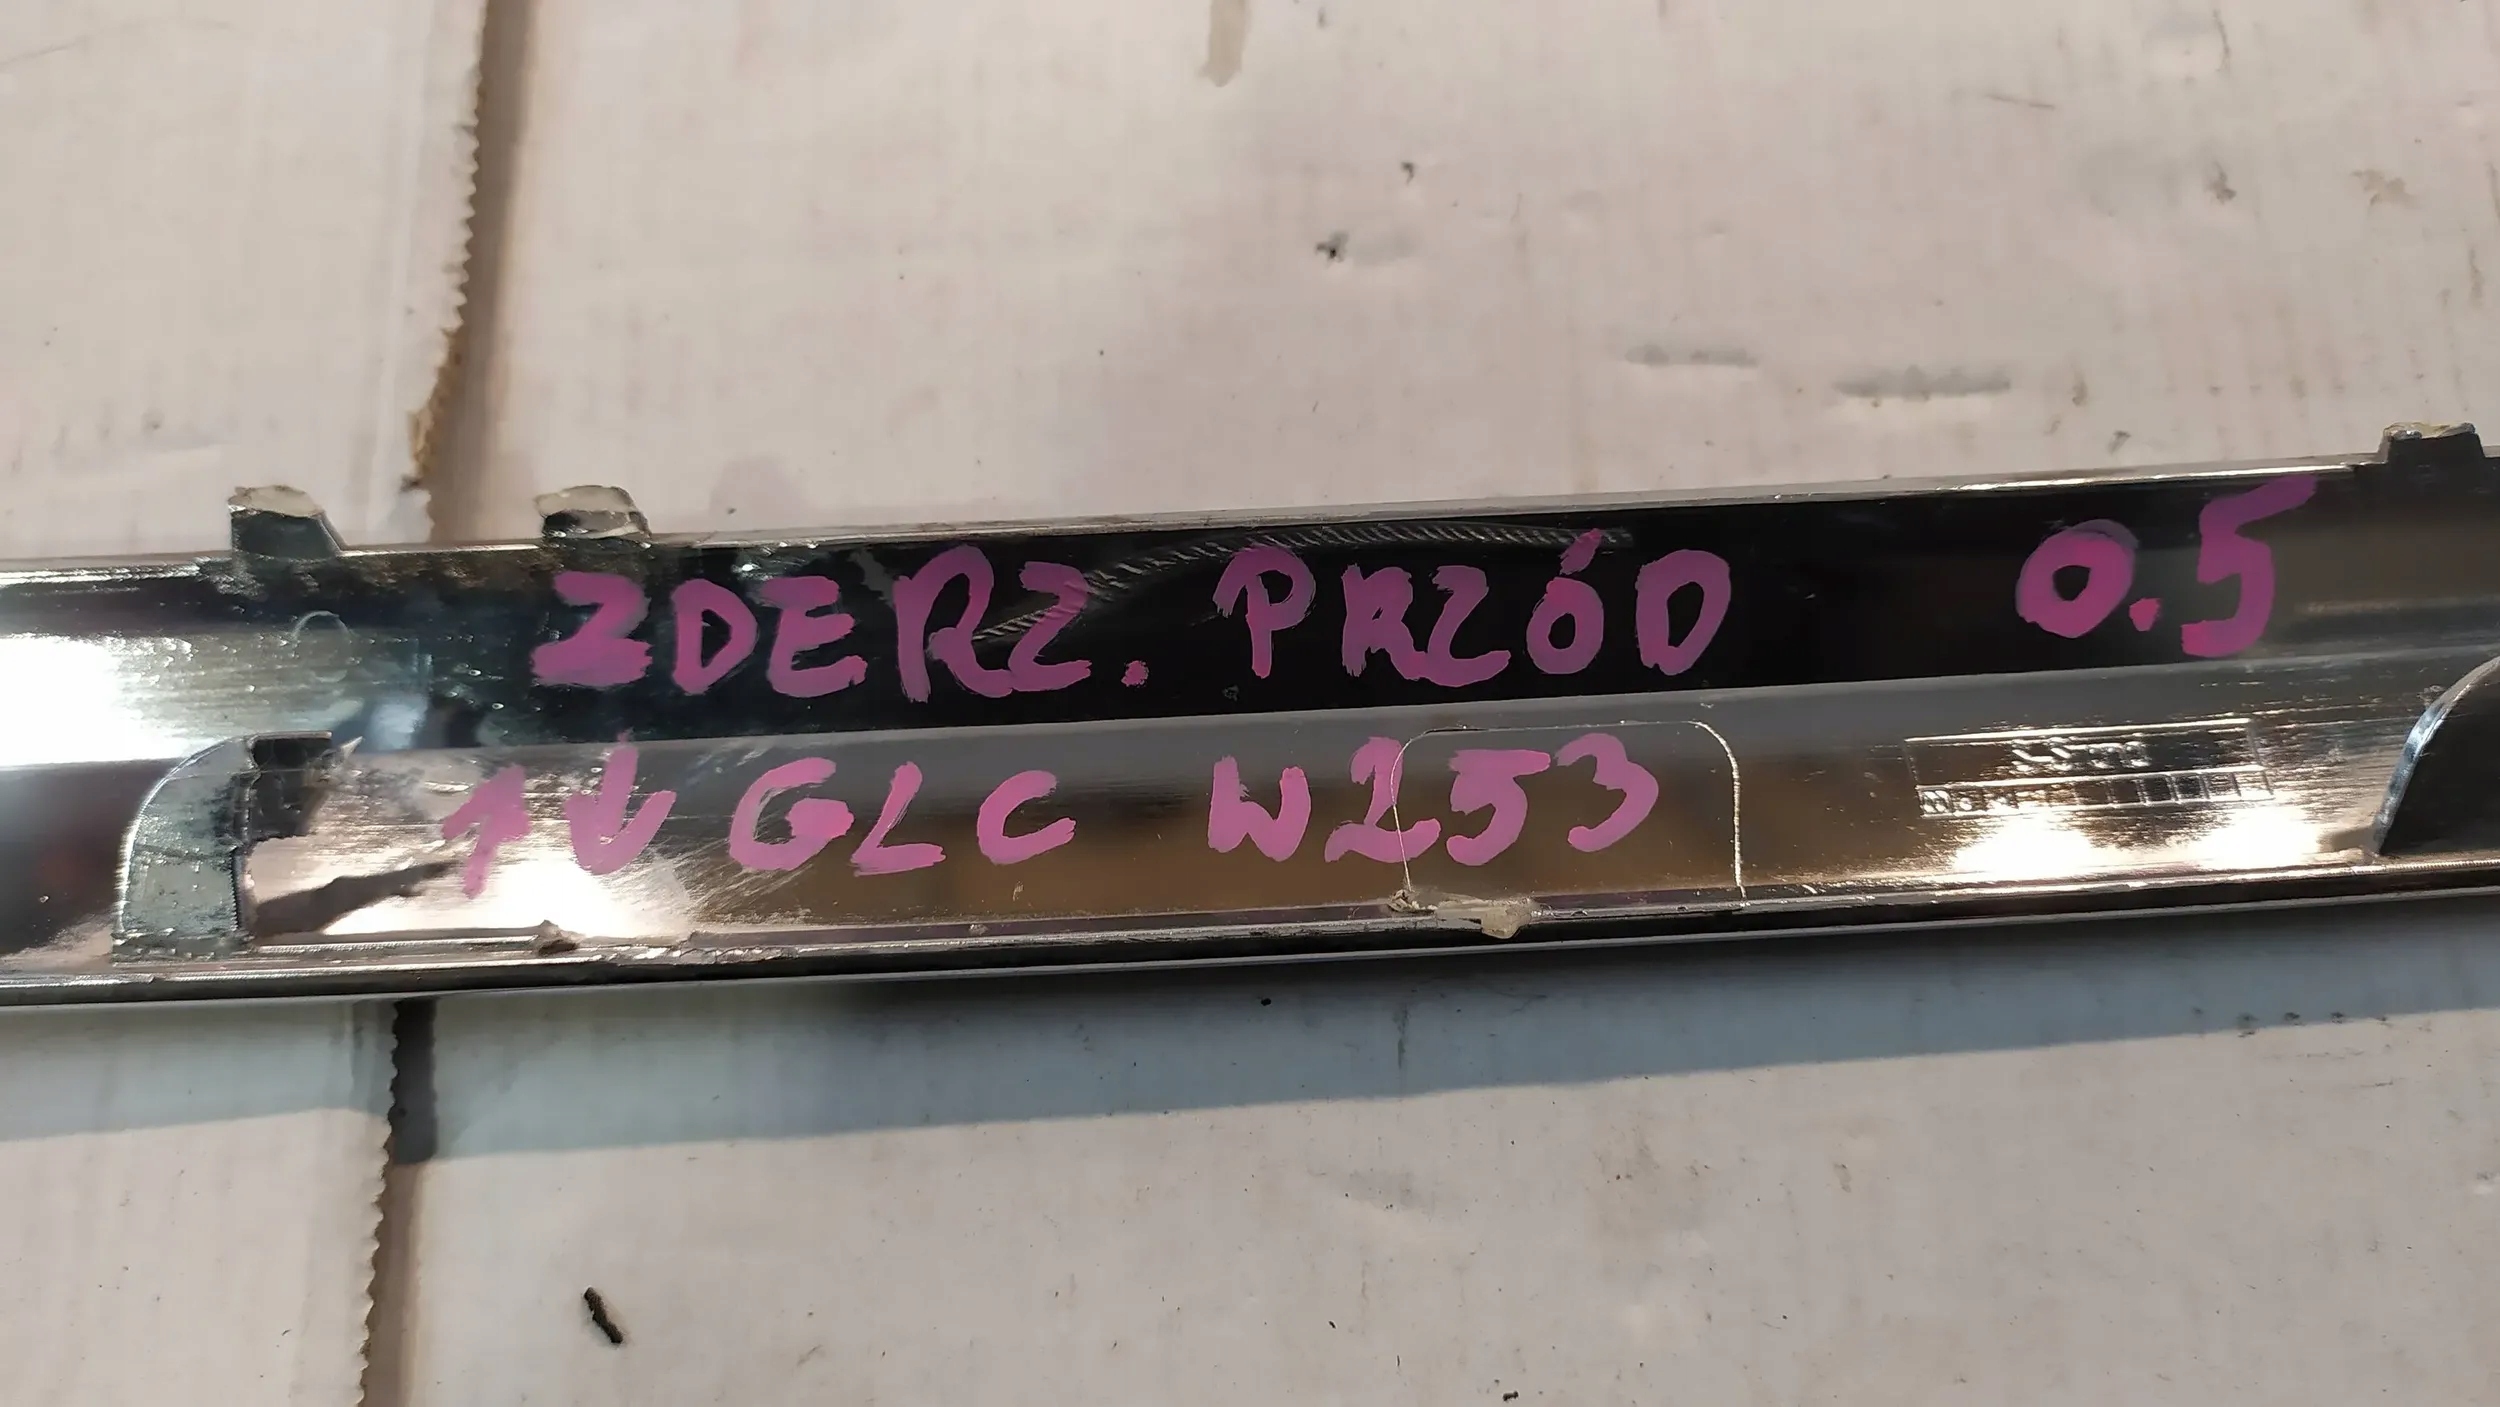 ZDERZ. PRZÓD 0.5
GLC W253